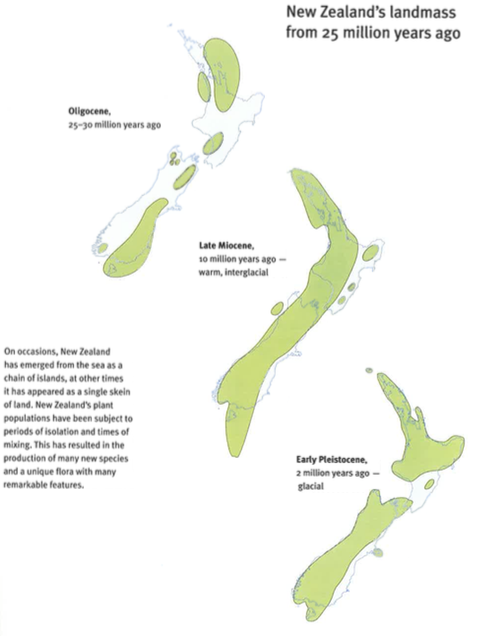 New Zealand's landmass
from 25 million years ago
Oligocene,
25–30 million years ago
Late Miocene,
10 million years ago —
warm, interglacial
On occasions, New Zealand
has emerged from the sea as a
chain of islands, at other times
it has appeared as a single skein
of land. New Zealand's plant
populations have been subject to
periods of isolation and times of
mixing. This has resulted in the
production of many new species
and a unique flora with many
remarkable features.
Early Pleistocene,
2 million years ago —
glacial